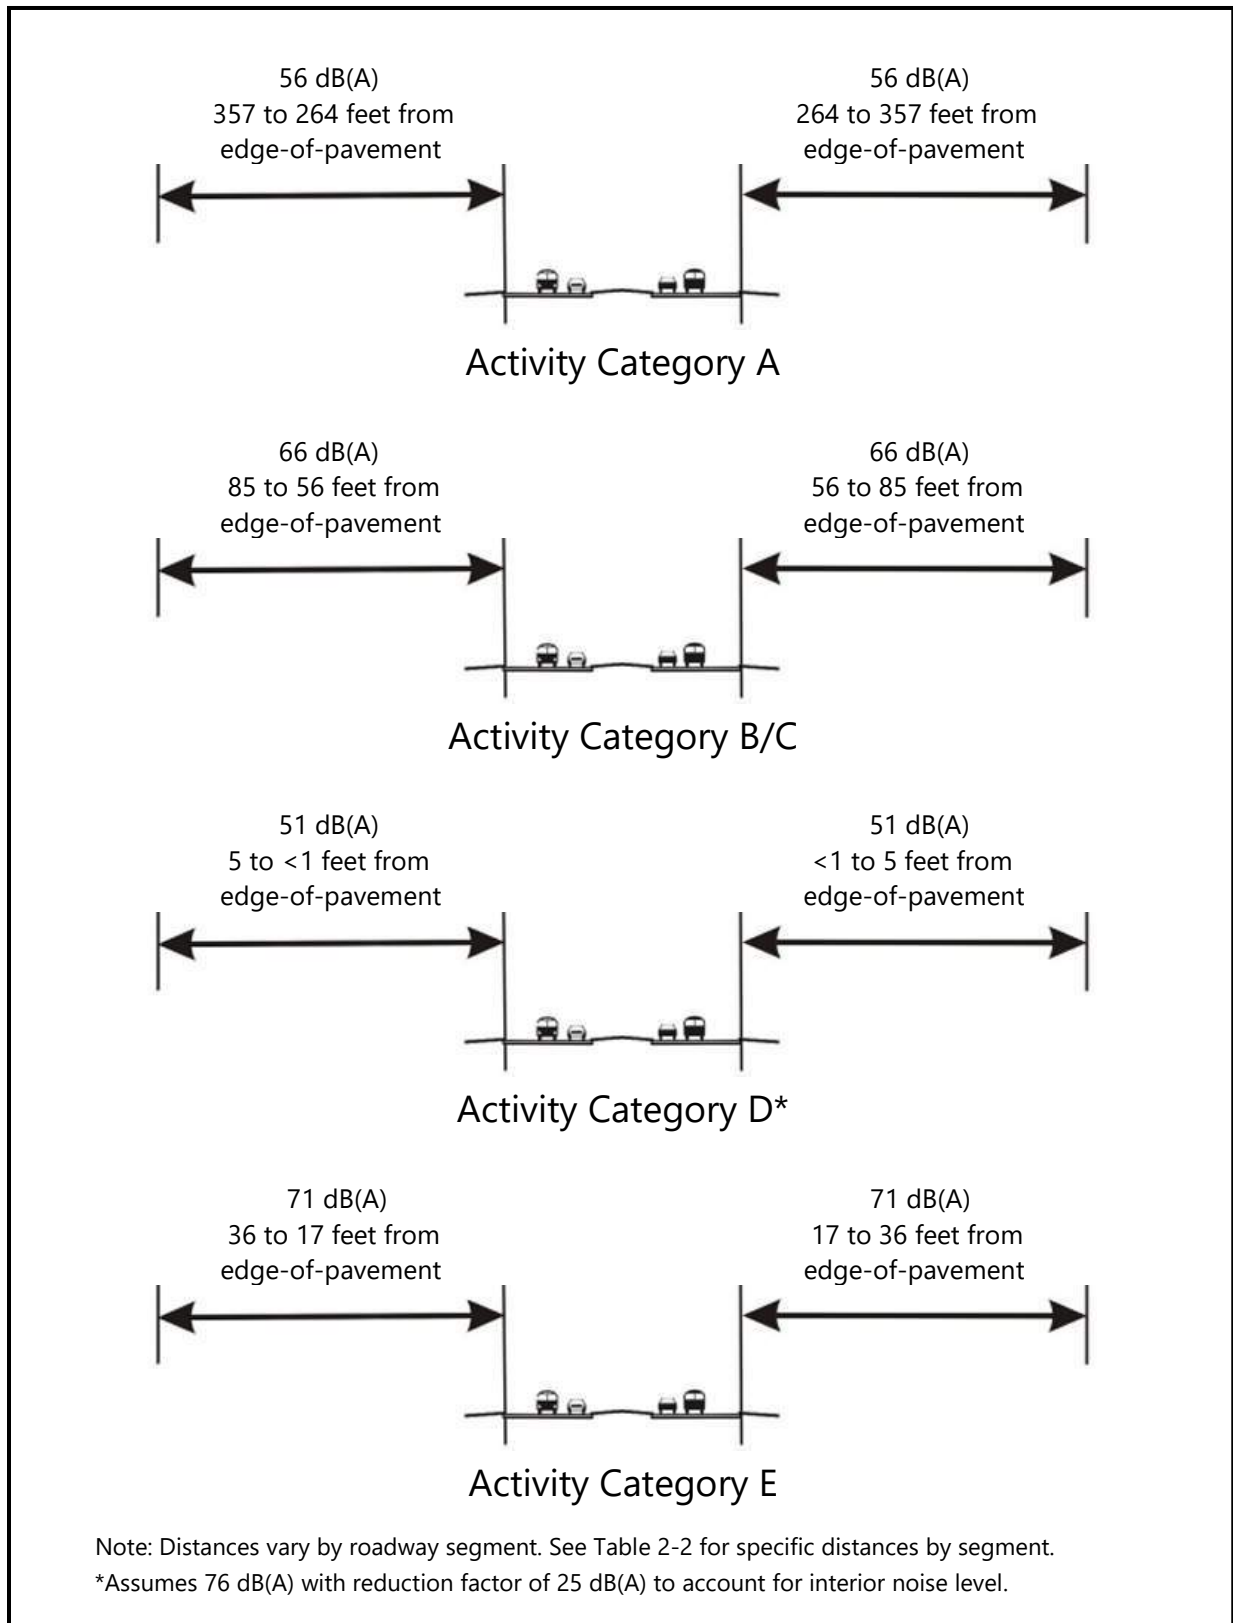 56 dB(A)
357 to 264 feet from
edge-of-pavement
56 dB(A)
264 to 357 feet from
edge-of-pavement
Activity Category A
66 dB(A)
85 to 56 feet from
edge-of-pavement
66 dB(A)
56 to 85 feet from
edge-of-pavement
Activity Category B/C
51 dB(A)
5 to <1 feet from
edge-of-pavement
51 dB(A)
<1 to 5 feet from
edge-of-pavement
Activity Category D*
71 dB(A)
36 to 17 feet from
edge-of-pavement
71 dB(A)
17 to 36 feet from
edge-of-pavement
Activity Category E
Note: Distances vary by roadway segment. See Table 2-2 for specific distances by segment.
*Assumes 76 dB(A) with reduction factor of 25 dB(A) to account for interior noise level.